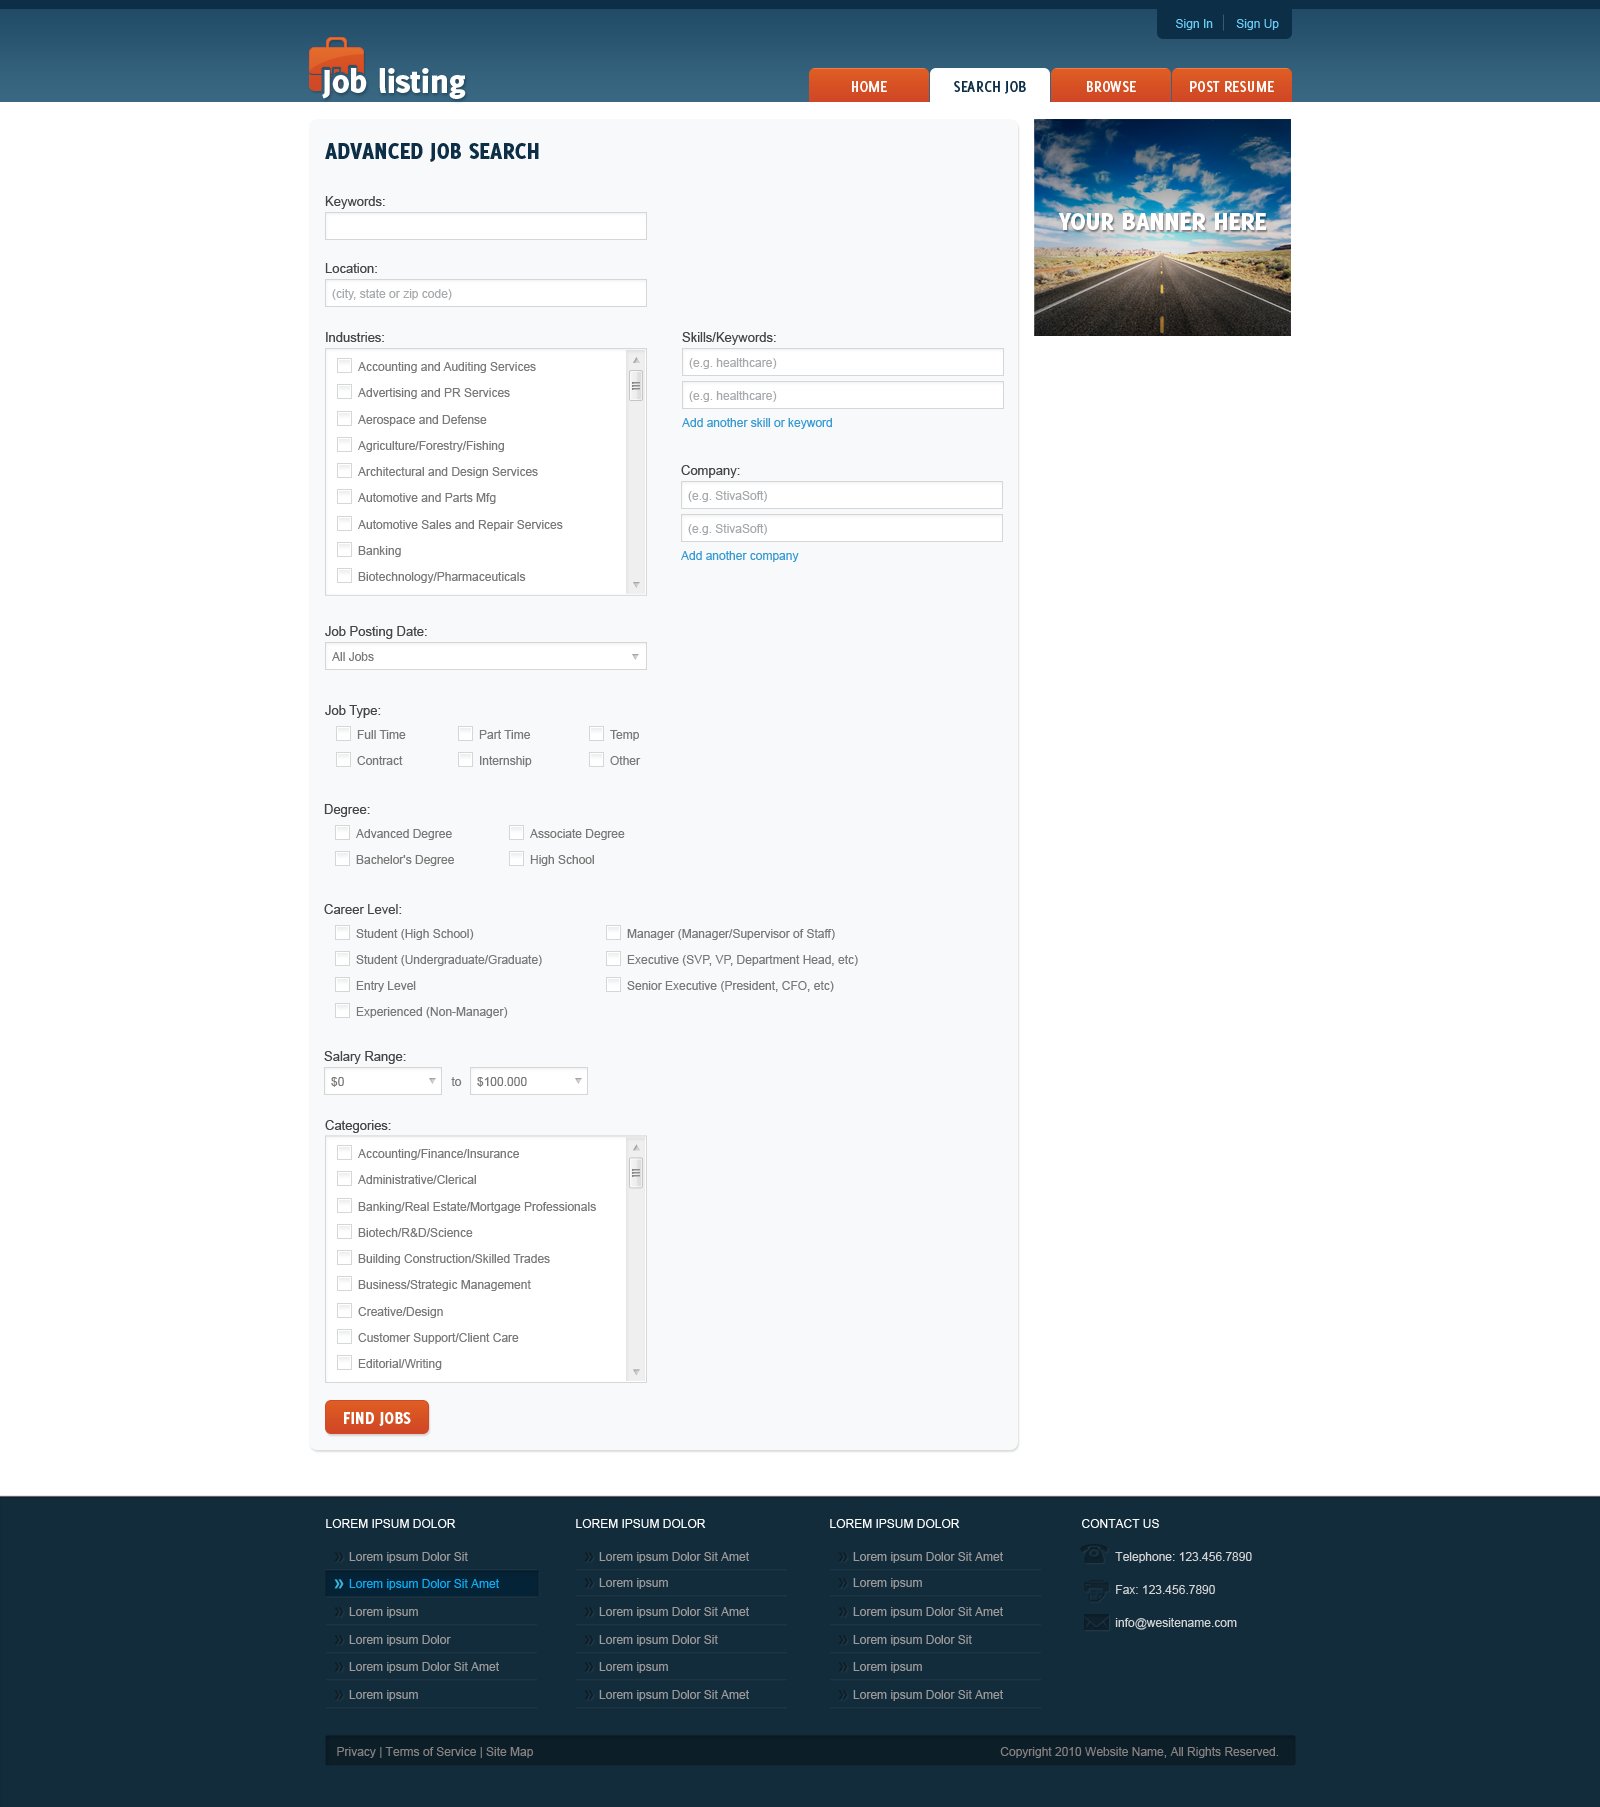 Sign In
Sign Up
Job listing
HOME
SEARCH JOB
BROWSE
POST RESUME
ADVANCED JOB SEARCH
YOUR BANNER HERE
Keywords:
Location:
(city, state or zip code)
Industries:
Accounting and Auditing Services
Advertising and PR Services
Aerospace and Defense
Agriculture/Forestry/Fishing
Architectural and Design Services
Automotive and Parts Mfg
Automotive Sales and Repair Services
Banking
Biotechnology/Pharmaceuticals
Skills/Keywords:
(e.g. healthcare)
(e.g. healthcare)
Add another skill or keyword
Company:
(e.g. StivaSoft)
(e.g. StivaSoft)
Add another company
Job Posting Date:
All Jobs
Job Type:
Full Time
Part Time
Temp
Contract
Internship
Other
Degree:
Advanced Degree
Associate Degree
Bachelor's Degree
High School
Career Level:
Student (High School)
Manager (Manager/Supervisor of Staff)
Student (Undergraduate/Graduate)
Executive (SVP, VP, Department Head, etc)
Entry Level
Senior Executive (President, CFO, etc)
Experienced (Non-Manager)
Salary Range:
$0 to $100.000
Categories:
Accounting/Finance/Insurance
Administrative/Clerical
Banking/Real Estate/Mortgage Professionals
Biotech/R&D/Science
Building Construction/Skilled Trades
Business/Strategic Management
Creative/Design
Customer Support/Client Care
Editorial/Writing
FIND JOBS
LOREM IPSUM DOLOR
Lorem ipsum Dolor Sit
Lorem ipsum Dolor Sit Amet
Lorem ipsum
Lorem ipsum Dolor
Lorem ipsum Dolor Sit Amet
Lorem ipsum
LOREM IPSUM DOLOR
Lorem ipsum Dolor Sit Amet
Lorem ipsum
Lorem ipsum Dolor Sit Amet
Lorem ipsum Dolor Sit
Lorem ipsum
Lorem ipsum Dolor Sit Amet
LOREM IPSUM DOLOR
Lorem ipsum Dolor Sit Amet
Lorem ipsum
Lorem ipsum Dolor Sit Amet
Lorem ipsum Dolor Sit
Lorem ipsum
Lorem ipsum Dolor Sit Amet
CONTACT US
Telephone: 123.456.7890
Fax: 123.456.7890
info@wesitename.com
Privacy | Terms of Service | Site Map
Copyright 2010 Website Name, All Rights Reserved.